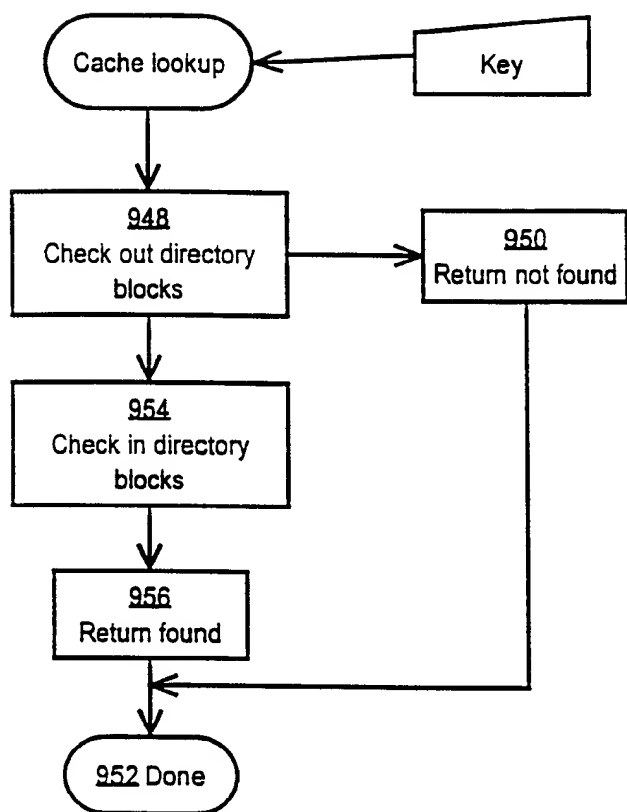 Cache lookup
Key
948
Check out directory
blocks
950
Return not found
954
Check in directory
blocks
956
Return found
952 Done